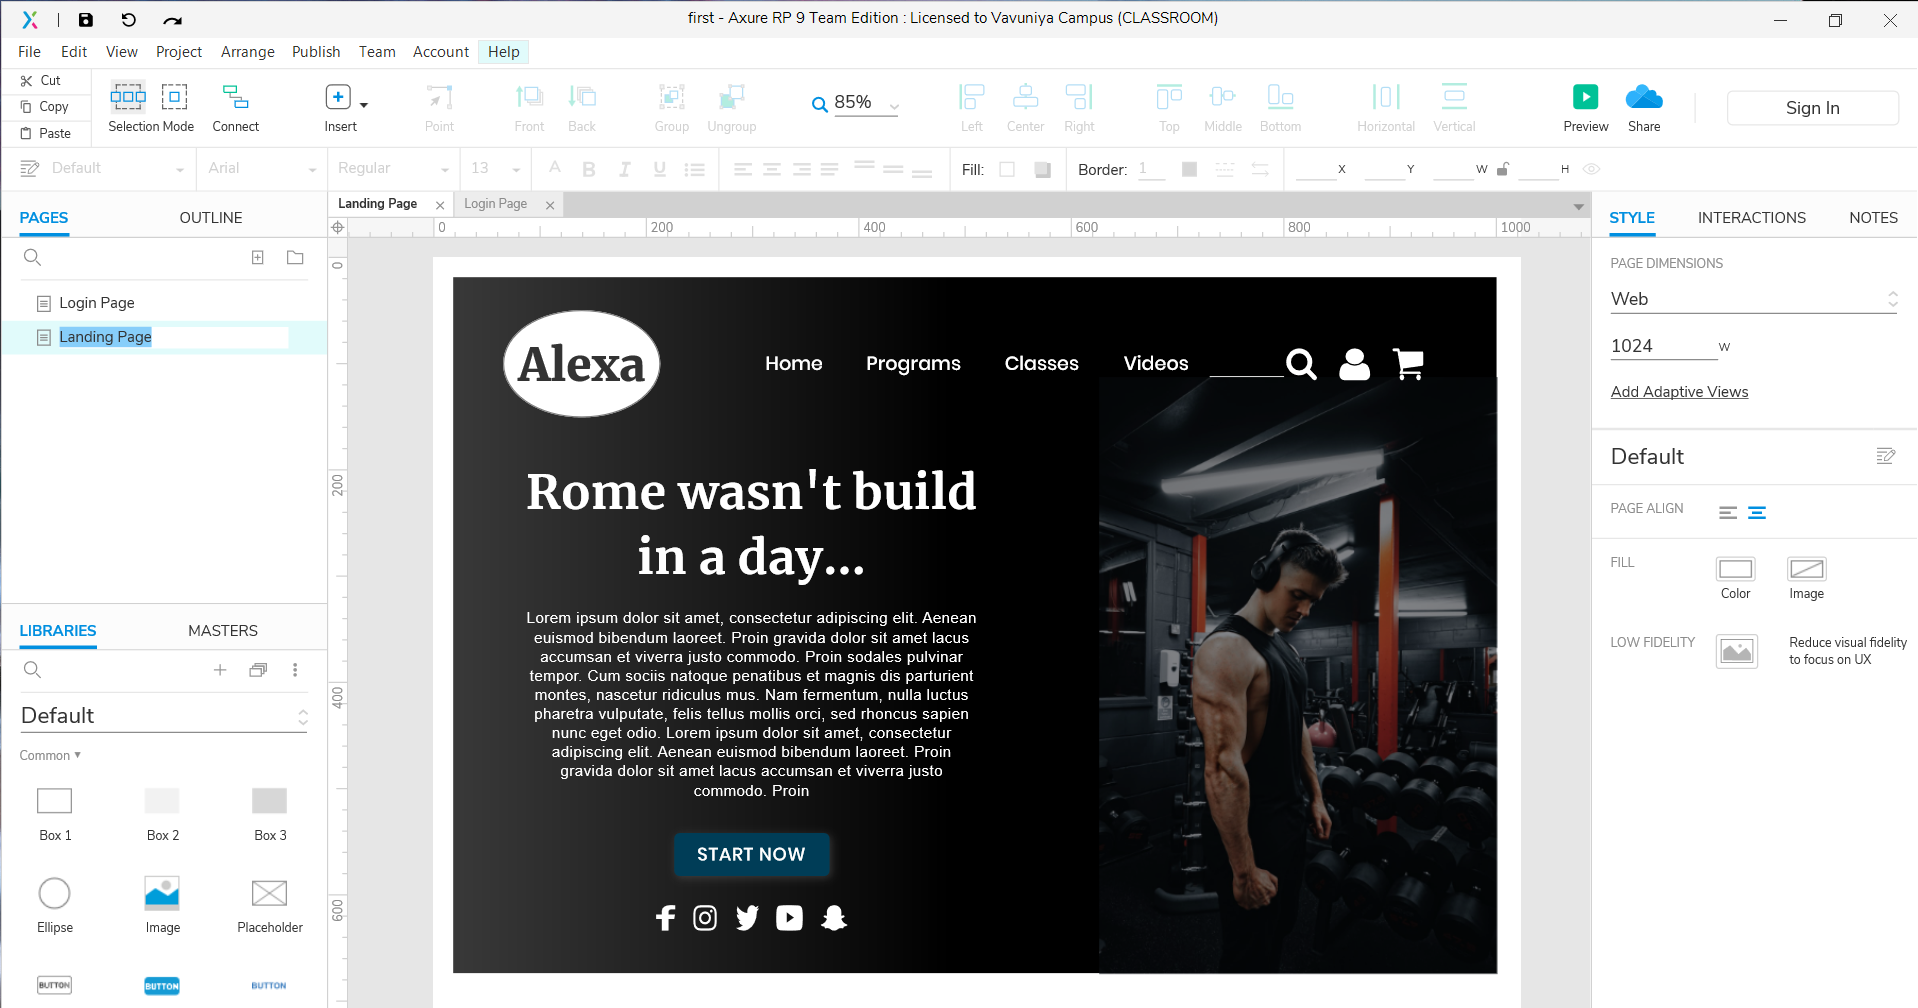 first - Axure RP 9 Team Edition : Licensed to Vavuniya Campus (CLASSROOM)
File Edit View Project Arrange Publish Team Account Help
Cut
Copy
Paste
Selection Mode Connect Insert Point Front Back Group Ungroup 85% Left Center Right Top Middle Bottom Horizontal Vertical Preview Share Sign In
Default Arial Regular 13 A B I U Fill: Border: 1 X Y W H
PAGES OUTLINE
Login Page
Landing Page
LIBRARIES MASTERS
Default
Common
Box 1 Box 2 Box 3
Ellipse Image Placeholder
BUTTON BUTTON BUTTON
Landing Page Login Page
0 200 400 600 800 1000
0
200
400
600
Alexa
Home Programs Classes Videos
Rome wasn't build
in a day...
Lorem ipsum dolor sit amet, consectetur adipiscing elit. Aenean
euismod bibendum laoreet. Proin gravida dolor sit amet lacus
accumsan et viverra justo commodo. Proin sodales pulvinar
tempor. Cum sociis natoque penatibus et magnis dis parturient
montes, nascetur ridiculus mus. Nam fermentum, nulla luctus
pharetra vulputate, felis tellus mollis orci, sed rhoncus sapien
nunc eget odio. Lorem ipsum dolor sit amet, consectetur
adipiscing elit. Aenean euismod bibendum laoreet. Proin
gravida dolor sit amet lacus accumsan et viverra justo
commodo. Proin
START NOW
STYLE INTERACTIONS NOTES
PAGE DIMENSIONS
Web
1024 W
Add Adaptive Views
Default
PAGE ALIGN
FILL
Color Image
LOW FIDELITY
Reduce visual fidelity
to focus on UX